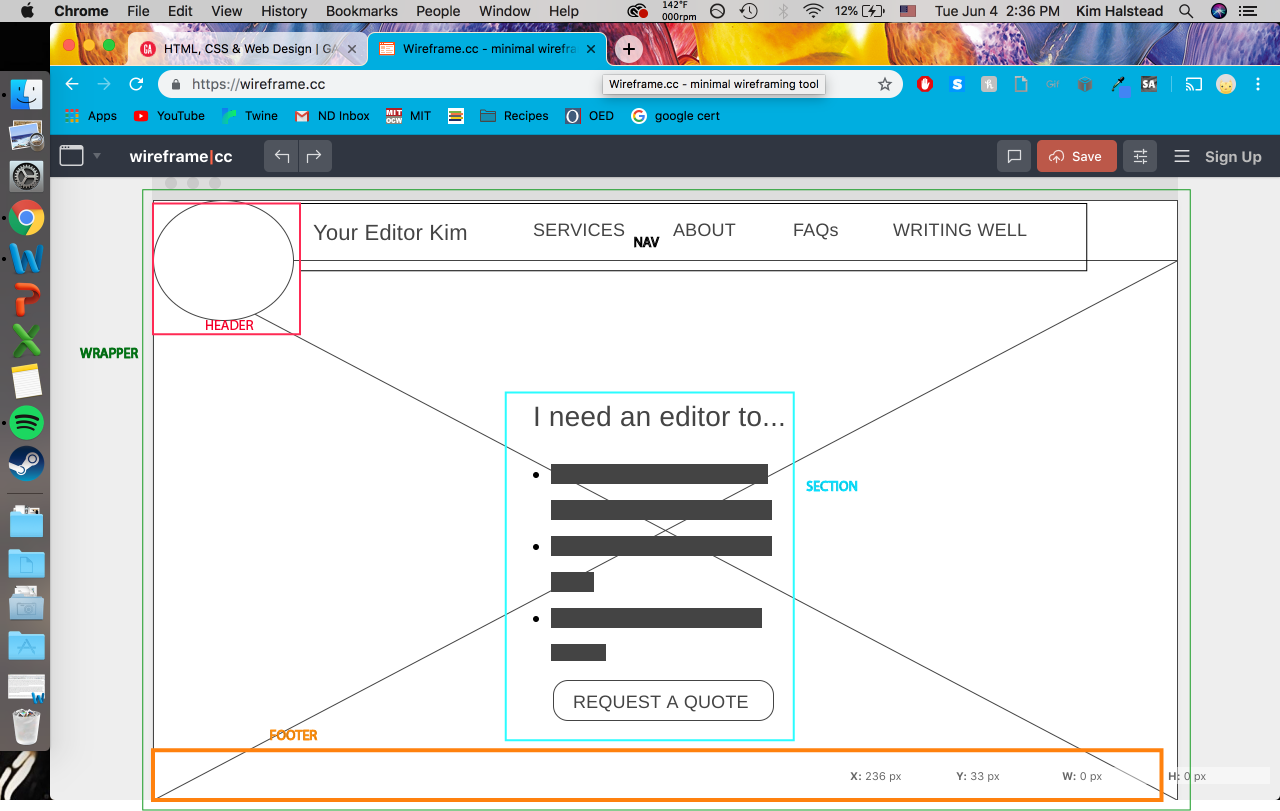 Chrome File Edit View History Bookmarks People Window Help 142°F 000rpm 12% Tue Jun 4 2:36 PM Kim Halstead
GA HTML, CSS & Web Design | GA Wireframe.cc - minimal wirefra
https://wireframe.cc
Wireframe.cc - minimal wireframing tool
Apps YouTube Twine NDInbox MIT OCW MIT Recipes OED google cert
wireframe|cc Save Sign Up
Your Editor Kim SERVICES ABOUT FAQs WRITING WELL
NAV
HEADER
WRAPPER
I need an editor to...
SECTION
REQUEST A QUOTE
FOOTER
X: 236 px Y: 33 px W: 0 px H: 0 px